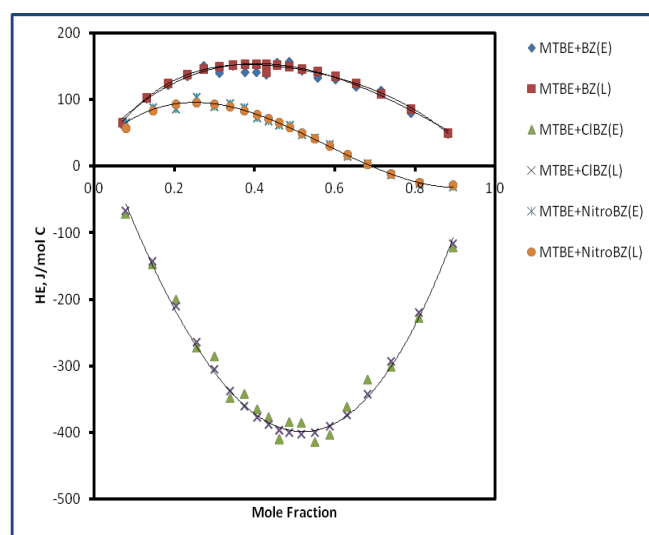 200
100
0
-100
-200
-300
-400
-500
0.0
0.2
0.4
0.6
0.8
1.0
HE, J/mol C
Mole Fraction
MTBE+BZ(E)
MTBE+BZ(L)
MTBE+ClBZ(E)
MTBE+ClBZ(L)
MTBE+NitroBZ(E)
MTBE+NitroBZ(L)